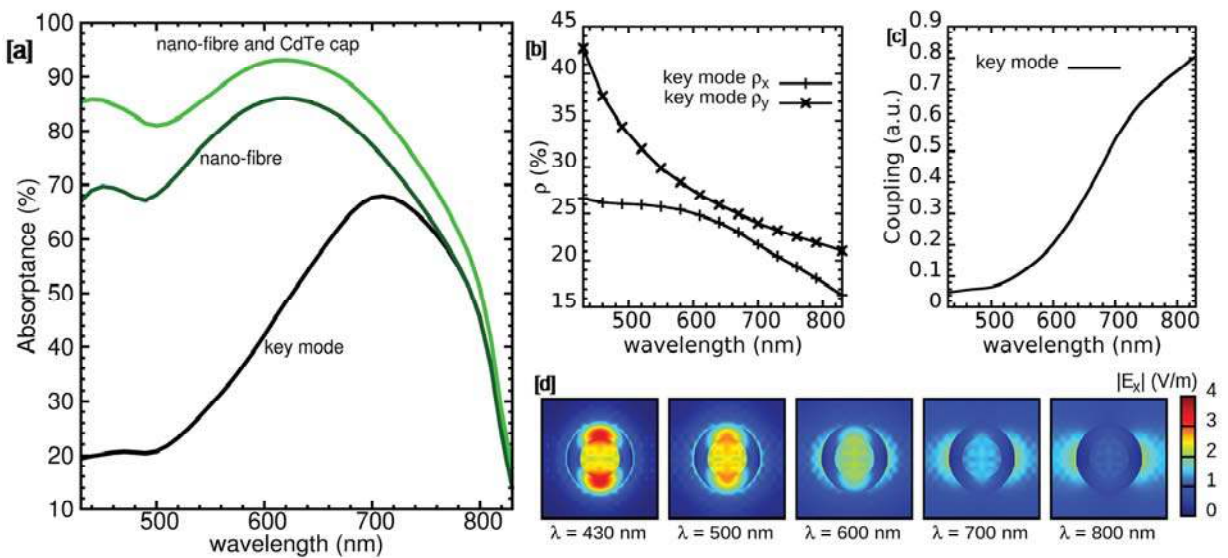 [a]
nano-fibre and CdTe cap
nano-fibre
key mode
Absorptance (%)
100
90
80
70
60
50
40
30
20
10
500
600
700
800
wavelength (nm)
[b]
key mode ρx
key mode ρy
ρ (%)
45
40
35
30
25
20
15
500
600
700
800
wavelength (nm)
[c]
key mode
Coupling (a.u.)
0.9
0.8
0.7
0.6
0.5
0.4
0.3
0.2
0.1
0
500
600
700
800
wavelength (nm)
[d]
|Ex| (V/m)
4
3
2
1
0
λ = 430 nm
λ = 500 nm
λ = 600 nm
λ = 700 nm
λ = 800 nm